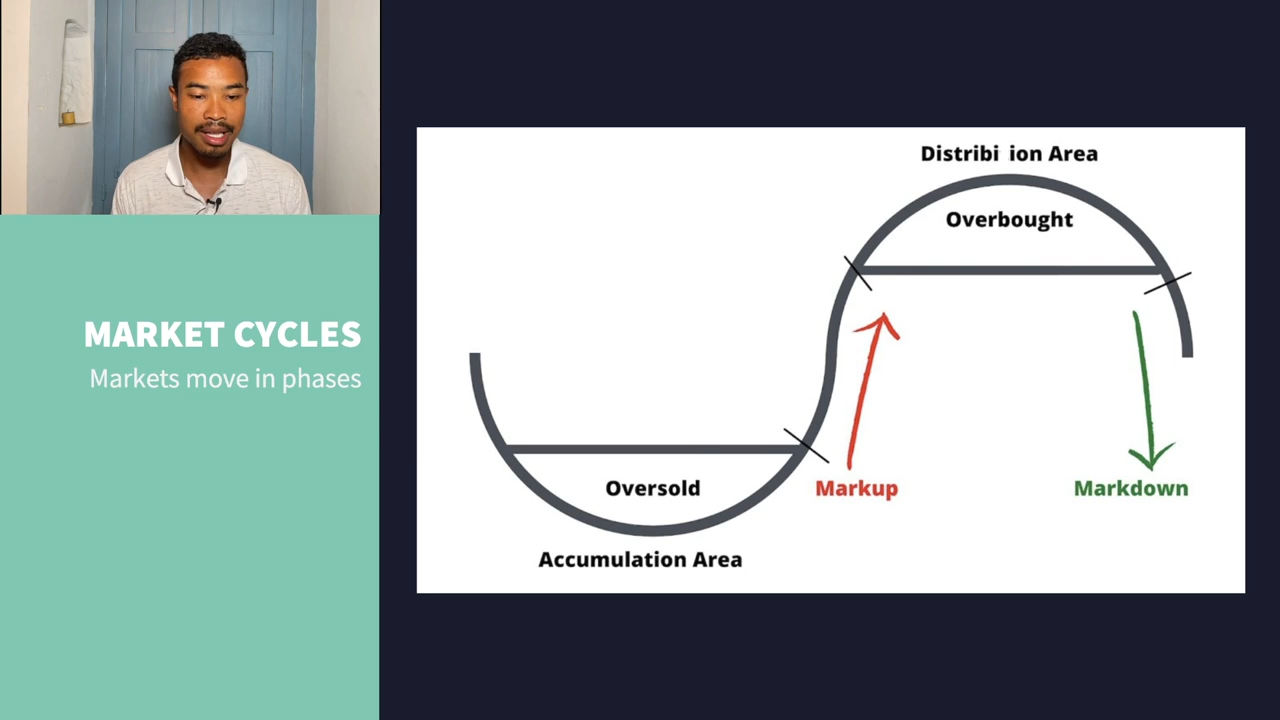 MARKET CYCLES
Markets move in phases
Distribi ion Area
Overbought
Markup
Markdown
Oversold
Accumulation Area